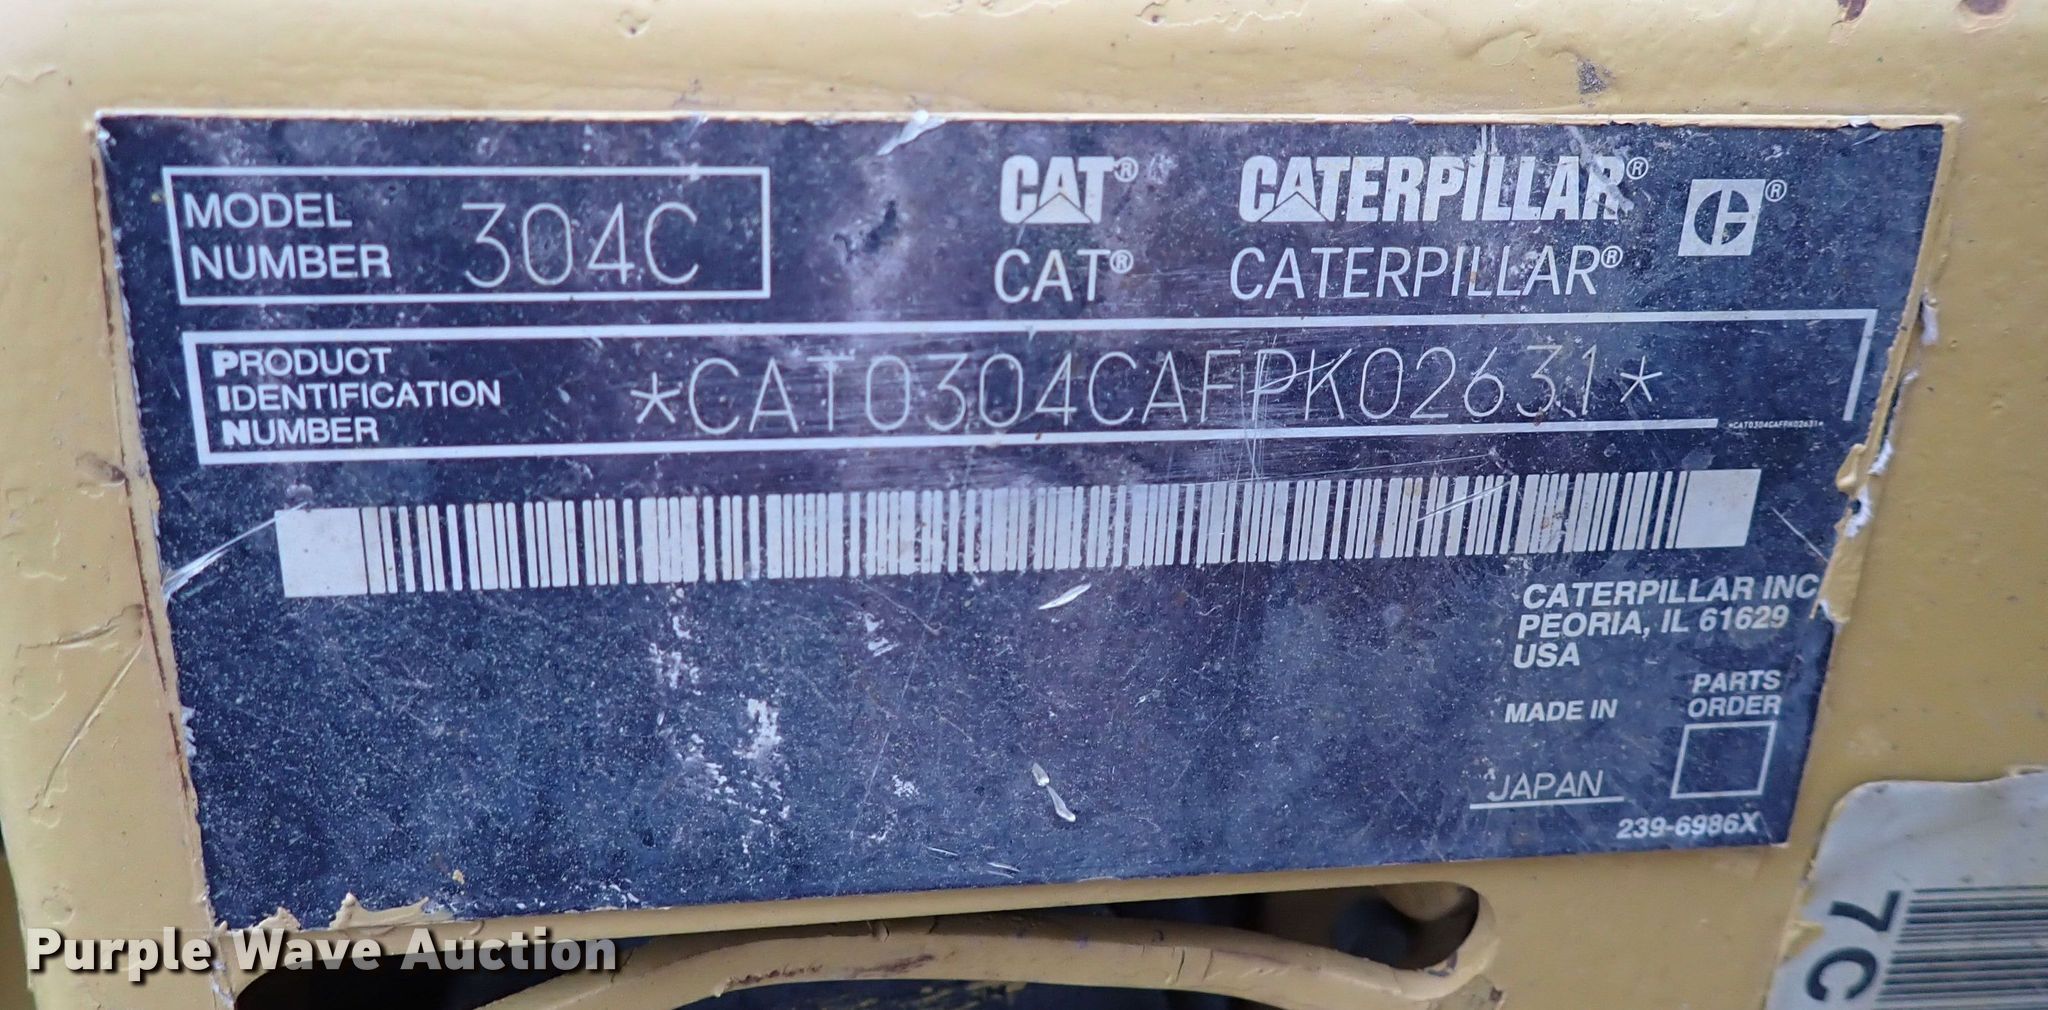 MODEL
NUMBER
304C
CAT® CATERPILLAR® ®
CAT® CATERPILLAR®
PRODUCT
IDENTIFICATION
NUMBER
*CAT0304CAFPK02631*
*CAT0304CAFPK02631*
CATERPILLAR INC
PEORIA, IL 61629
USA
MADE IN
JAPAN
PARTS
ORDER
239-6986X
7C
Purple Wave Auction